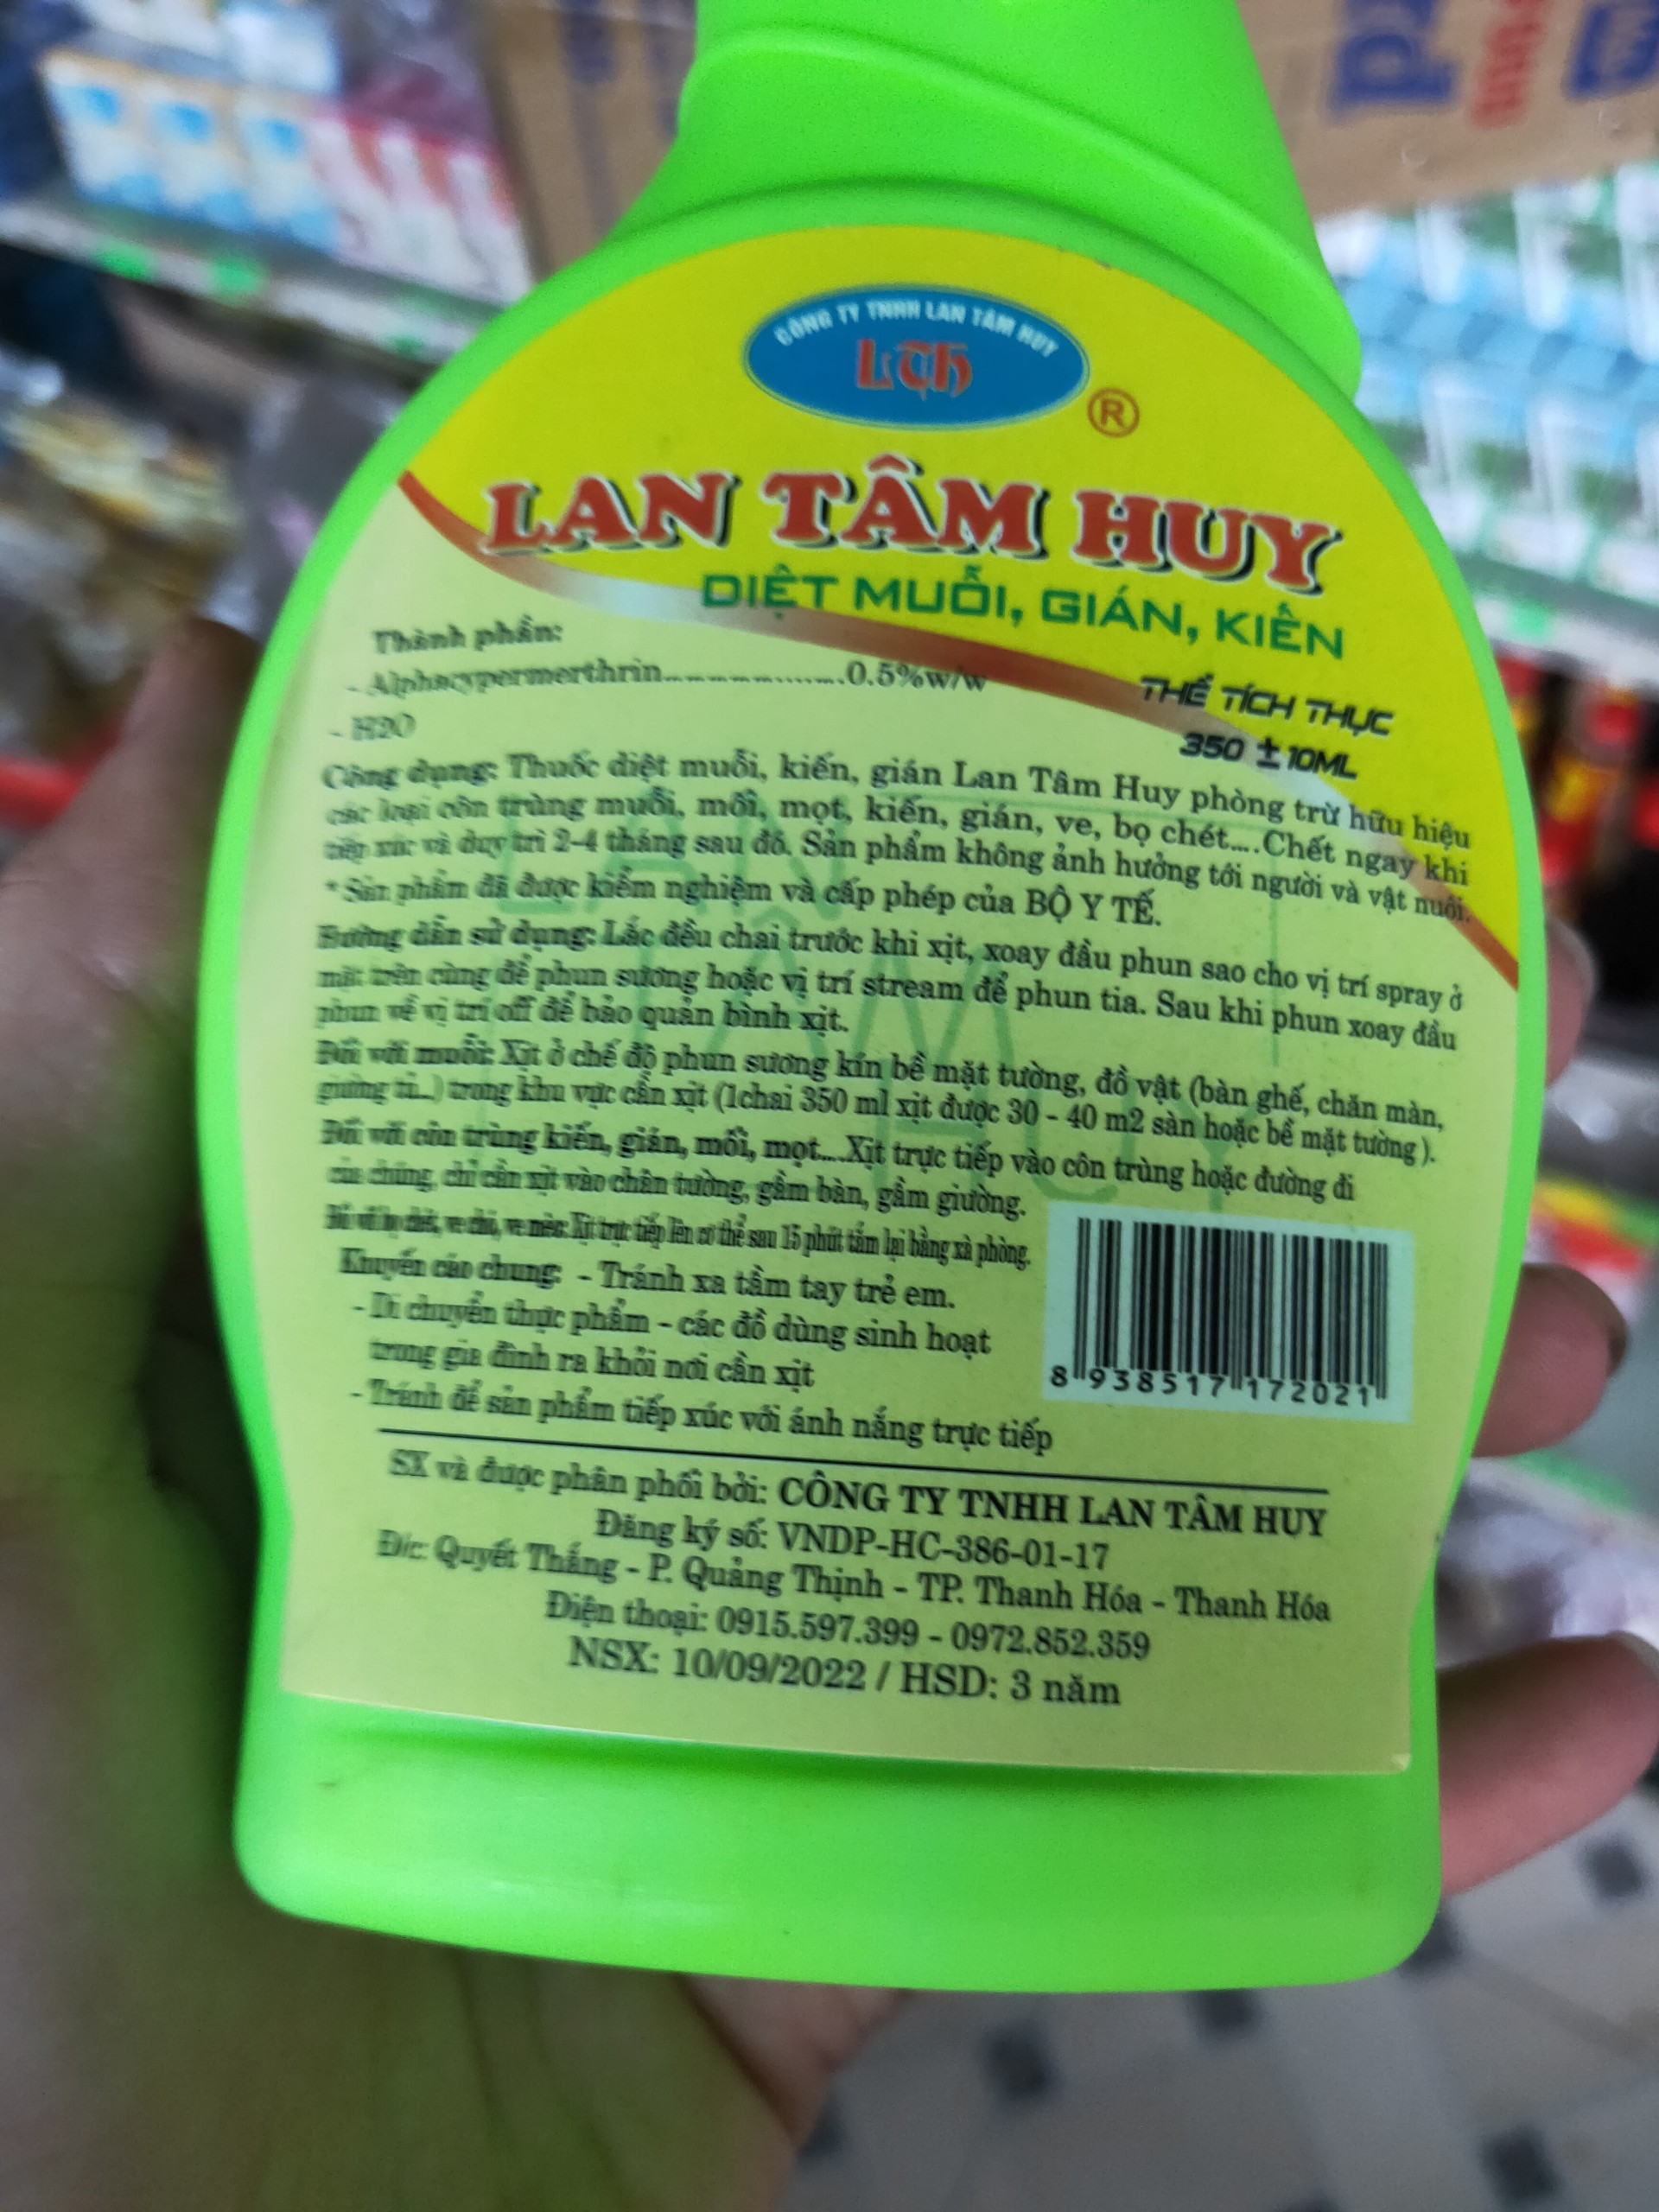 CÔNG TY TNHH LAN TÂM HUY
LTH
®
LAN TÂM HUY
DIỆT MUỖI, GIÁN, KIẾN
THỂ TÍCH THỰC
350 ±10ML
Thành phần:
- Alphacypermerthrin........................0.5%w/w
- H2O
Công dụng: Thuốc diệt muỗi, kiến, gián Lan Tâm Huy phòng trừ hữu hiệu
các loại côn trùng muỗi, mối, mọt, kiến, gián, ve, bọ chét....Chết ngay khi
tiếp xúc và duy trì 2-4 tháng sau đó. Sản phẩm không ảnh hưởng tới người và vật nuôi.
* Sản phẩm đã được kiểm nghiệm và cấp phép của BỘ Y TẾ.
Hướng dẫn sử dụng: Lắc đều chai trước khi xịt, xoay đầu phun sao cho vị trí spray ở
mặt trên cùng để phun sương hoặc vị trí stream để phun tia. Sau khi phun xoay đầu
phun về vị trí off để bảo quản bình xịt.
Đối với muỗi: Xịt ở chế độ phun sương kín bề mặt tường, đồ vật (bàn ghế, chăn màn,
giường tủ...) trong khu vực cần xịt (1chai 350 ml xịt được 30 - 40 m2 sàn hoặc bề mặt tường ).
Đối với côn trùng kiến, gián, mối, mọt....Xịt trực tiếp vào côn trùng hoặc đường đi
của chúng, chỉ cần xịt vào chân tường, gầm bàn, gầm giường.
Đối với bọ chét, ve chó, ve mèo: Xịt trực tiếp lên cơ thể sau 15 phút tắm lại bằng xà phòng.
Khuyến cáo chung: - Tránh xa tầm tay trẻ em.
- Di chuyển thực phẩm - các đồ dùng sinh hoạt
trong gia đình ra khỏi nơi cần xịt
- Tránh để sản phẩm tiếp xúc với ánh nắng trực tiếp
8 938517 172021
SX và được phân phối bởi: CÔNG TY TNHH LAN TÂM HUY
Đăng ký số: VNDP-HC-386-01-17
Đ/c: Quyết Thắng - P. Quảng Thịnh - TP. Thanh Hóa - Thanh Hóa
Điện thoại: 0915.597.399 - 0972.852.359
NSX: 10/09/2022 / HSD: 3 năm
LAN
TÂM
HUY